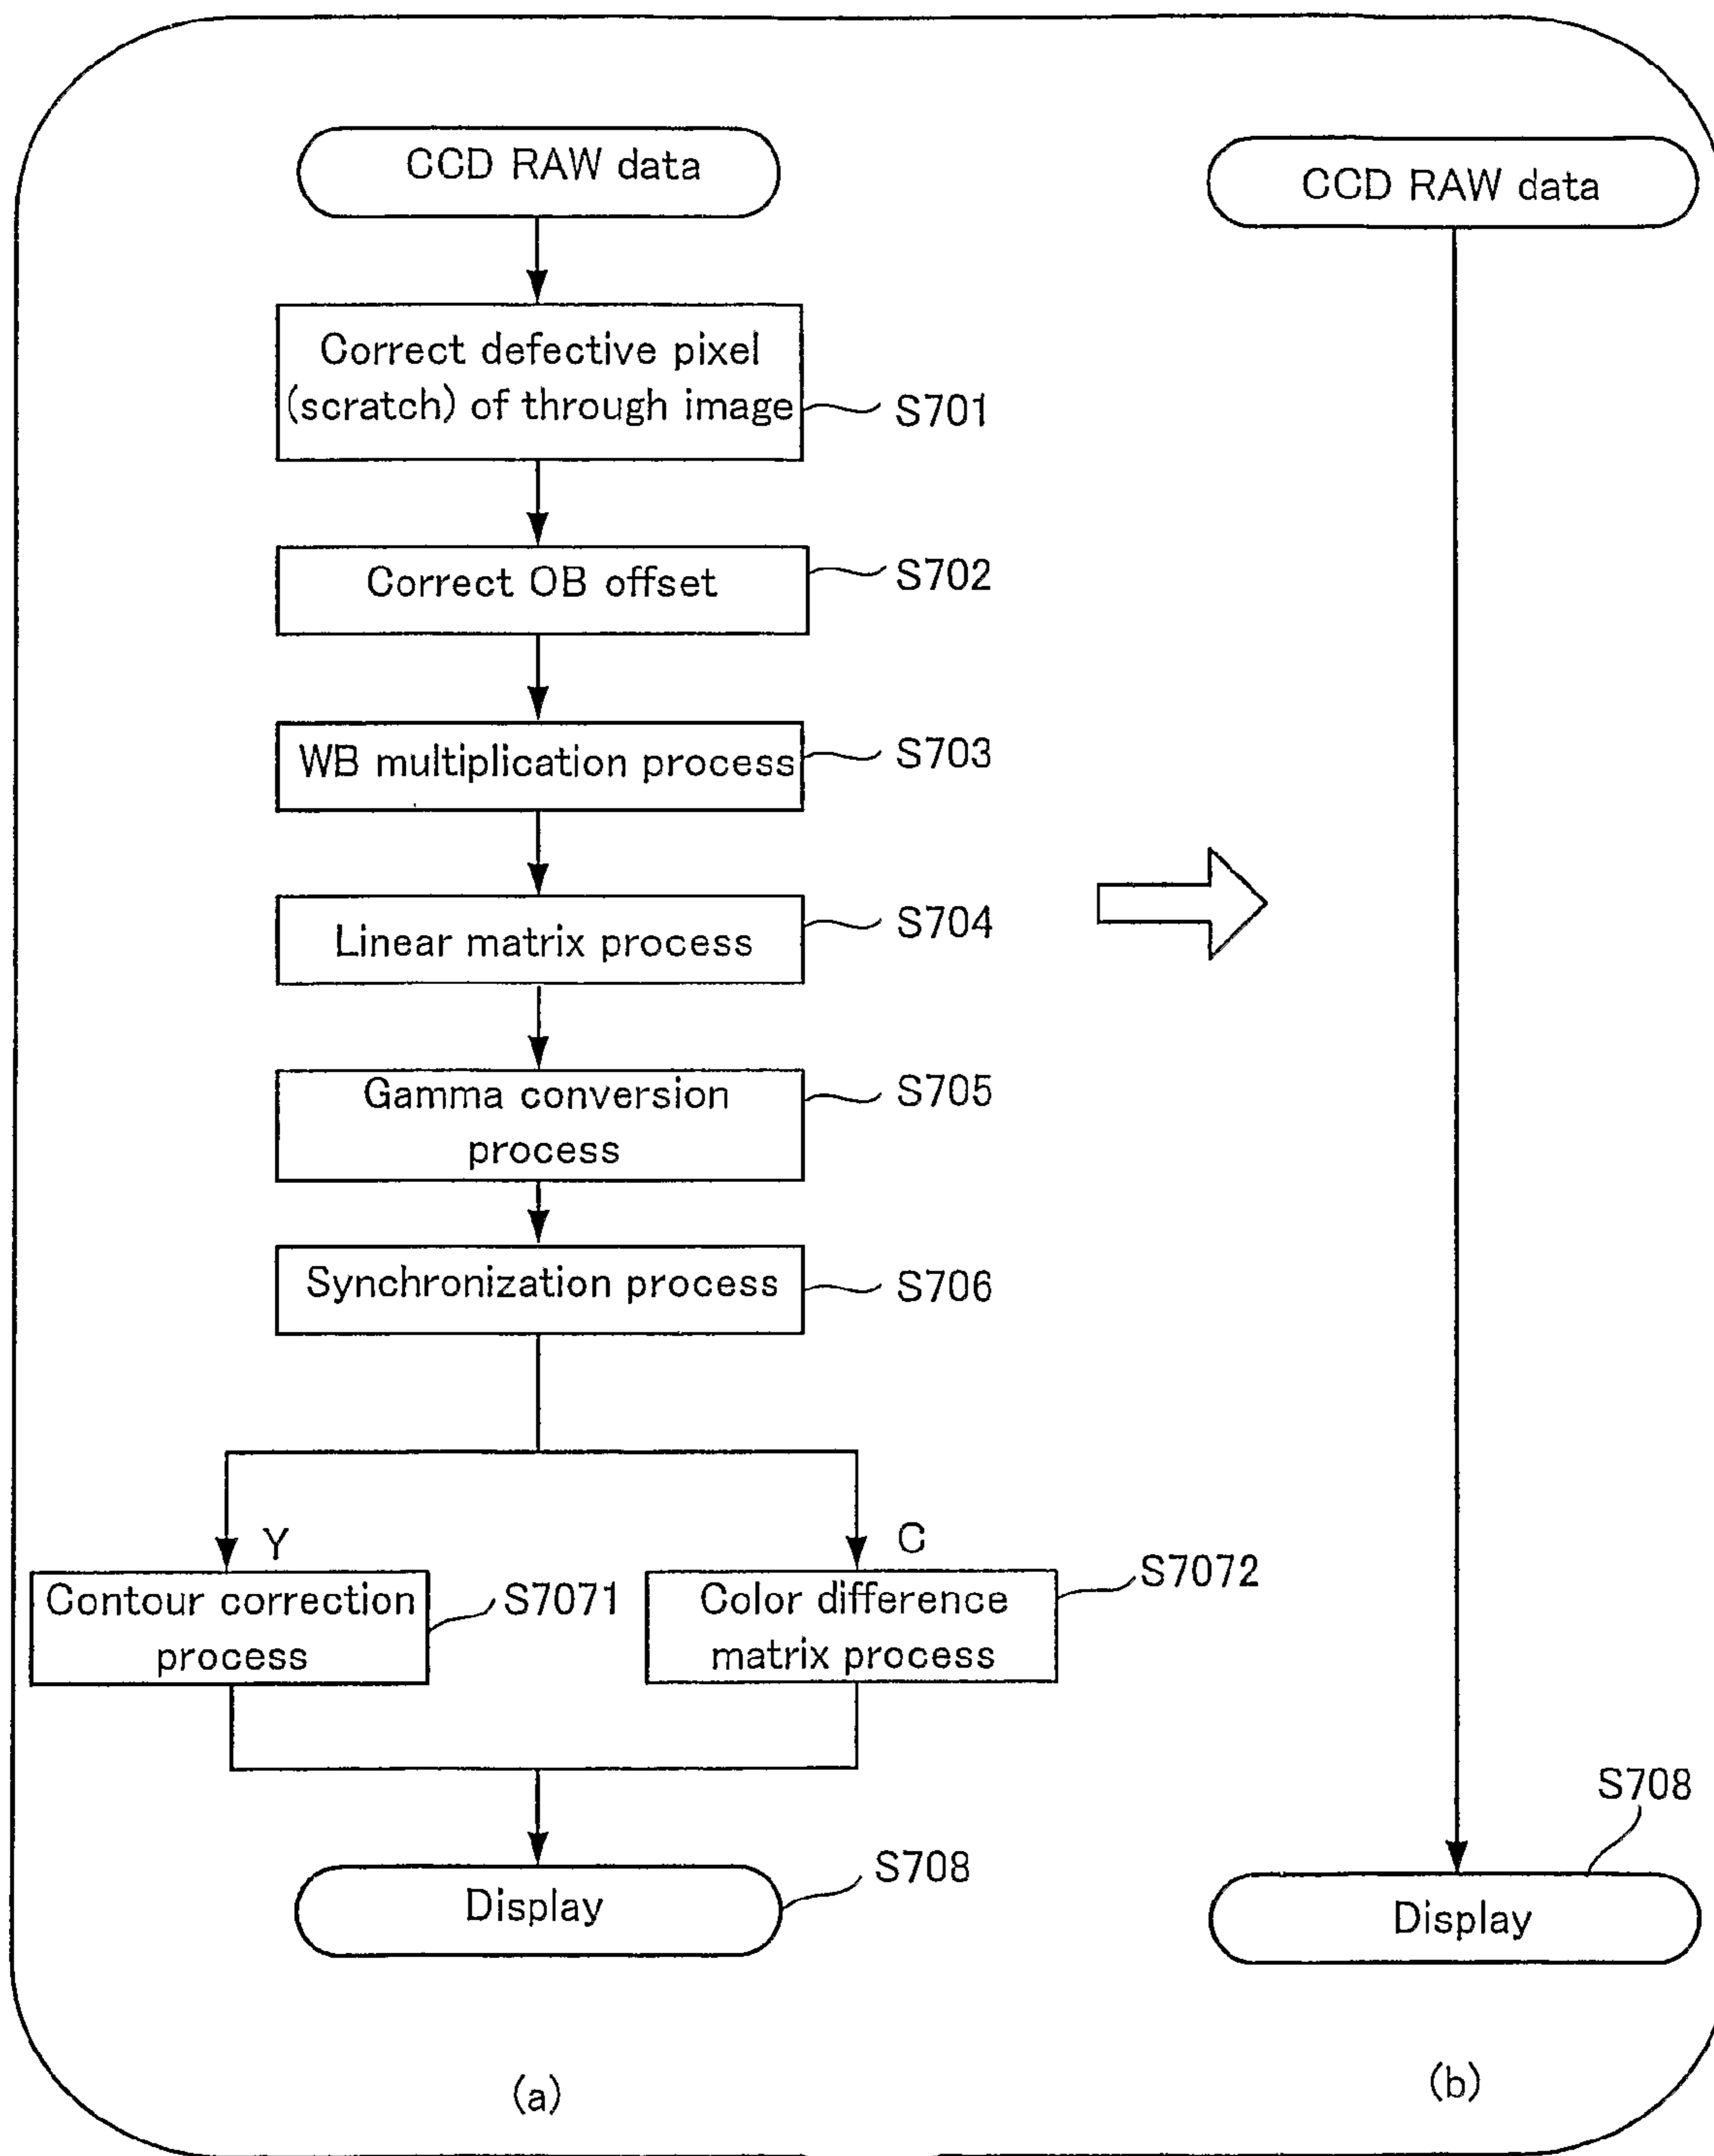 CCD RAW data
Correct defective pixel
(scratch) of through image
S701
Correct OB offset
S702
WB multiplication process
S703
Linear matrix process
S704
Gamma conversion
process
S705
Synchronization process
S706
Y
C
Contour correction
process
S7071
Color difference
matrix process
S7072
Display
S708
(a)
CCD RAW data
S708
Display
(b)